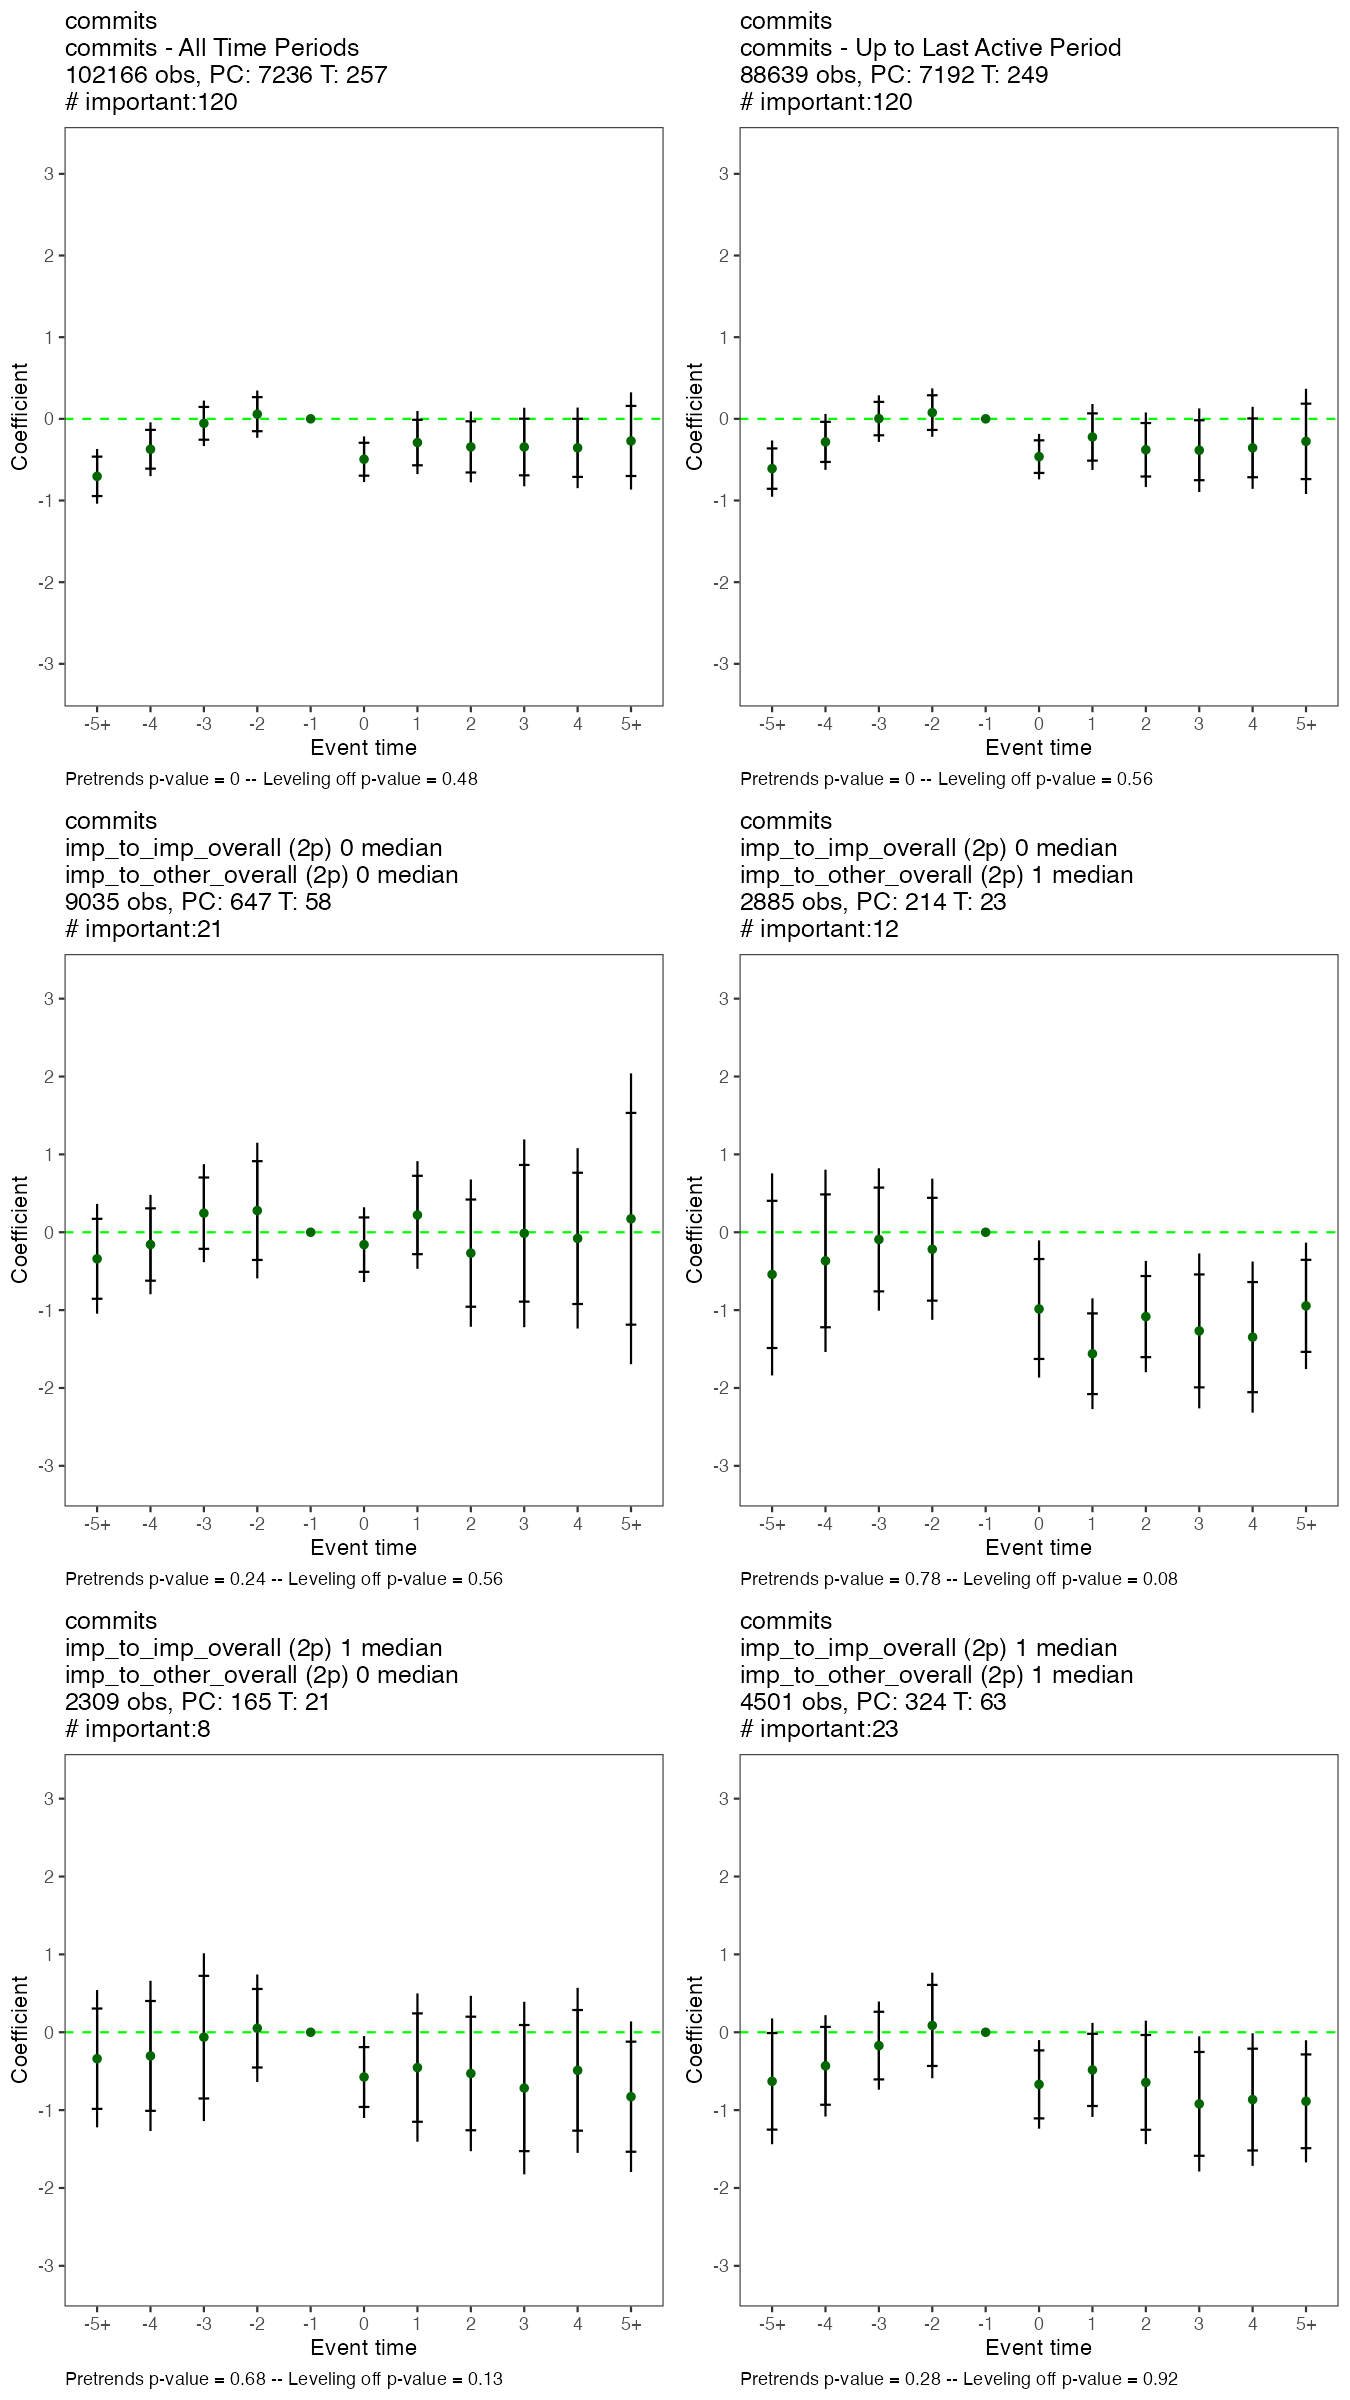 commits
commits - All Time Periods
102166 obs, PC: 7236 T: 257
# important:120
3
2
1
0
-1
-2
-3
Coefficient
-5+ -4 -3 -2 -1 0 1 2 3 4 5+
Event time
Pretrends p-value = 0 -- Leveling off p-value = 0.48
commits
commits - Up to Last Active Period
88639 obs, PC: 7192 T: 249
# important:120
3
2
1
0
-1
-2
-3
Coefficient
-5+ -4 -3 -2 -1 0 1 2 3 4 5+
Event time
Pretrends p-value = 0 -- Leveling off p-value = 0.56
commits
imp_to_imp_overall (2p) 0 median
imp_to_other_overall (2p) 0 median
9035 obs, PC: 647 T: 58
# important:21
3
2
1
0
-1
-2
-3
Coefficient
-5+ -4 -3 -2 -1 0 1 2 3 4 5+
Event time
Pretrends p-value = 0.24 -- Leveling off p-value = 0.56
commits
imp_to_imp_overall (2p) 0 median
imp_to_other_overall (2p) 1 median
2885 obs, PC: 214 T: 23
# important:12
3
2
1
0
-1
-2
-3
Coefficient
-5+ -4 -3 -2 -1 0 1 2 3 4 5+
Event time
Pretrends p-value = 0.78 -- Leveling off p-value = 0.08
commits
imp_to_imp_overall (2p) 1 median
imp_to_other_overall (2p) 0 median
2309 obs, PC: 165 T: 21
# important:8
3
2
1
0
-1
-2
-3
Coefficient
-5+ -4 -3 -2 -1 0 1 2 3 4 5+
Event time
Pretrends p-value = 0.68 -- Leveling off p-value = 0.13
commits
imp_to_imp_overall (2p) 1 median
imp_to_other_overall (2p) 1 median
4501 obs, PC: 324 T: 63
# important:23
3
2
1
0
-1
-2
-3
Coefficient
-5+ -4 -3 -2 -1 0 1 2 3 4 5+
Event time
Pretrends p-value = 0.28 -- Leveling off p-value = 0.92